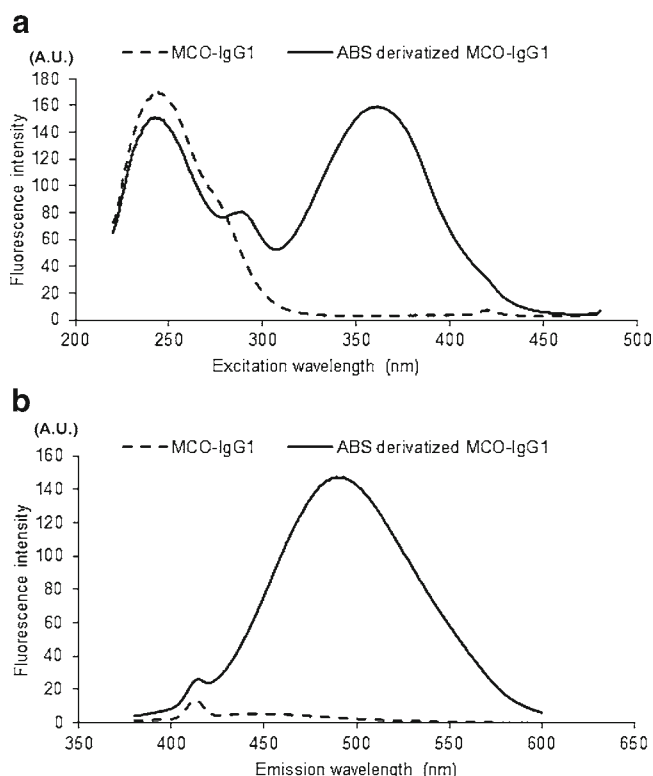 a
(A.U.)
MCO-IgG1 ABS derivatized MCO-IgG1
180
160
140
120
100
80
60
40
20
0
Fluorescence intensity
200 250 300 350 400 450 500
Excitation wavelength (nm)
b
(A.U.)
MCO-IgG1 ABS derivatized MCO-IgG1
160
140
120
100
80
60
40
20
0
Fluorescence intensity
350 400 450 500 550 600 650
Emission wavelength (nm)